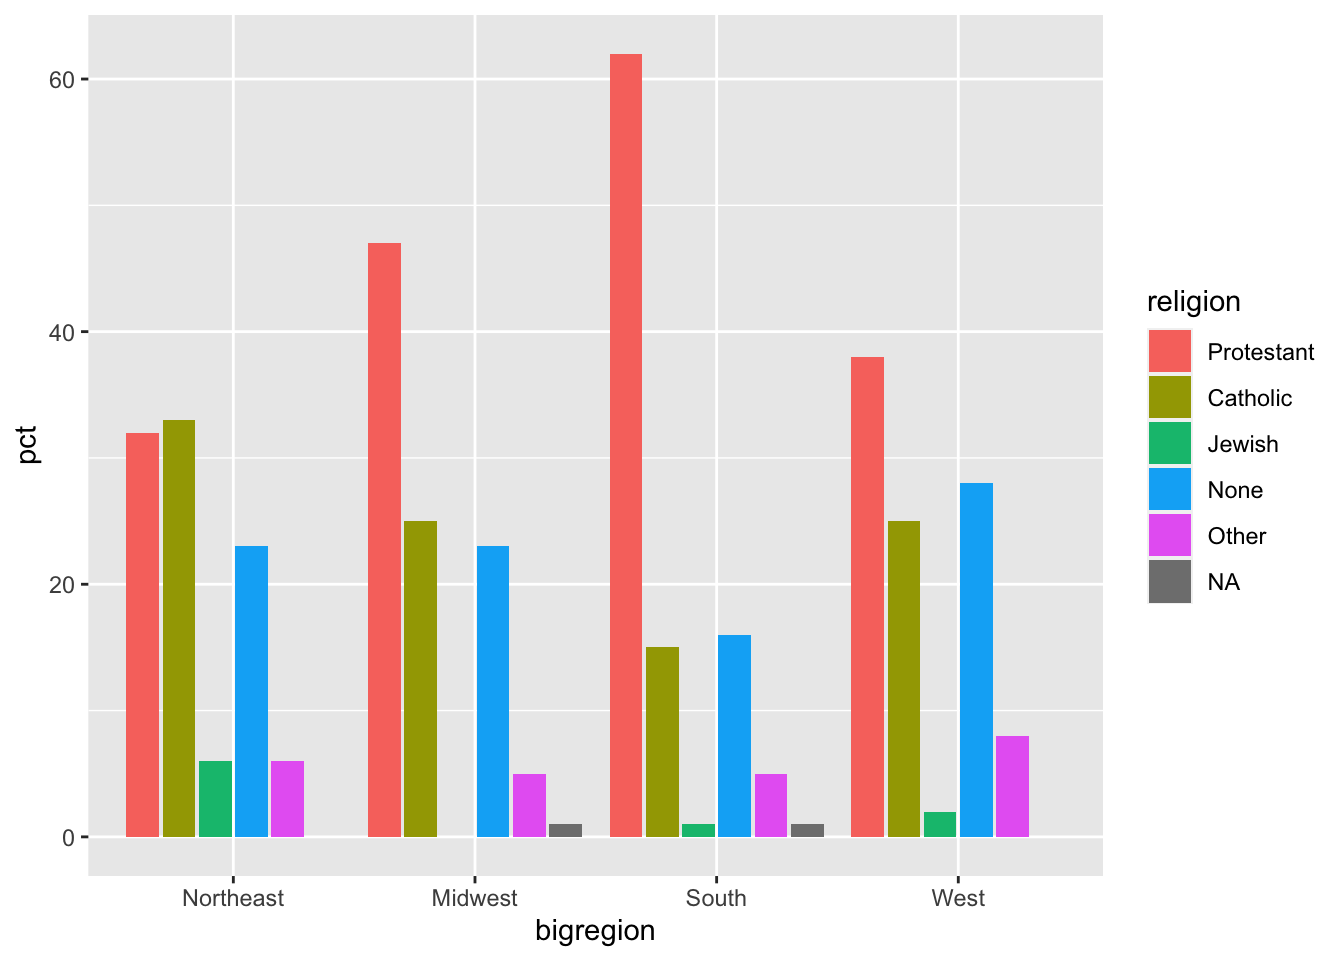 60
40
20
0
pct
Northeast Midwest South West
bigregion
religion
Protestant
Catholic
Jewish
None
Other
NA